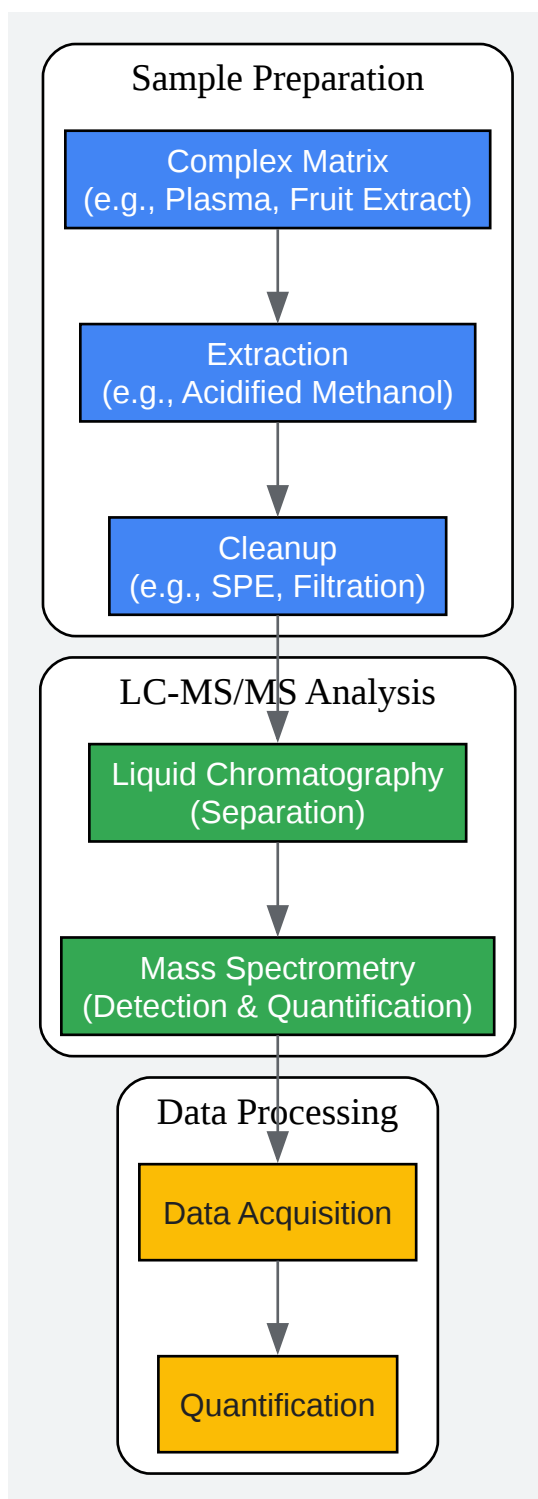 Sample Preparation
Complex Matrix
(e.g., Plasma, Fruit Extract)
Extraction
(e.g., Acidified Methanol)
Cleanup
(e.g., SPE, Filtration)
LC-MS/MS Analysis
Liquid Chromatography
(Separation)
Mass Spectrometry
(Detection & Quantification)
Data Processing
Data Acquisition
Quantification